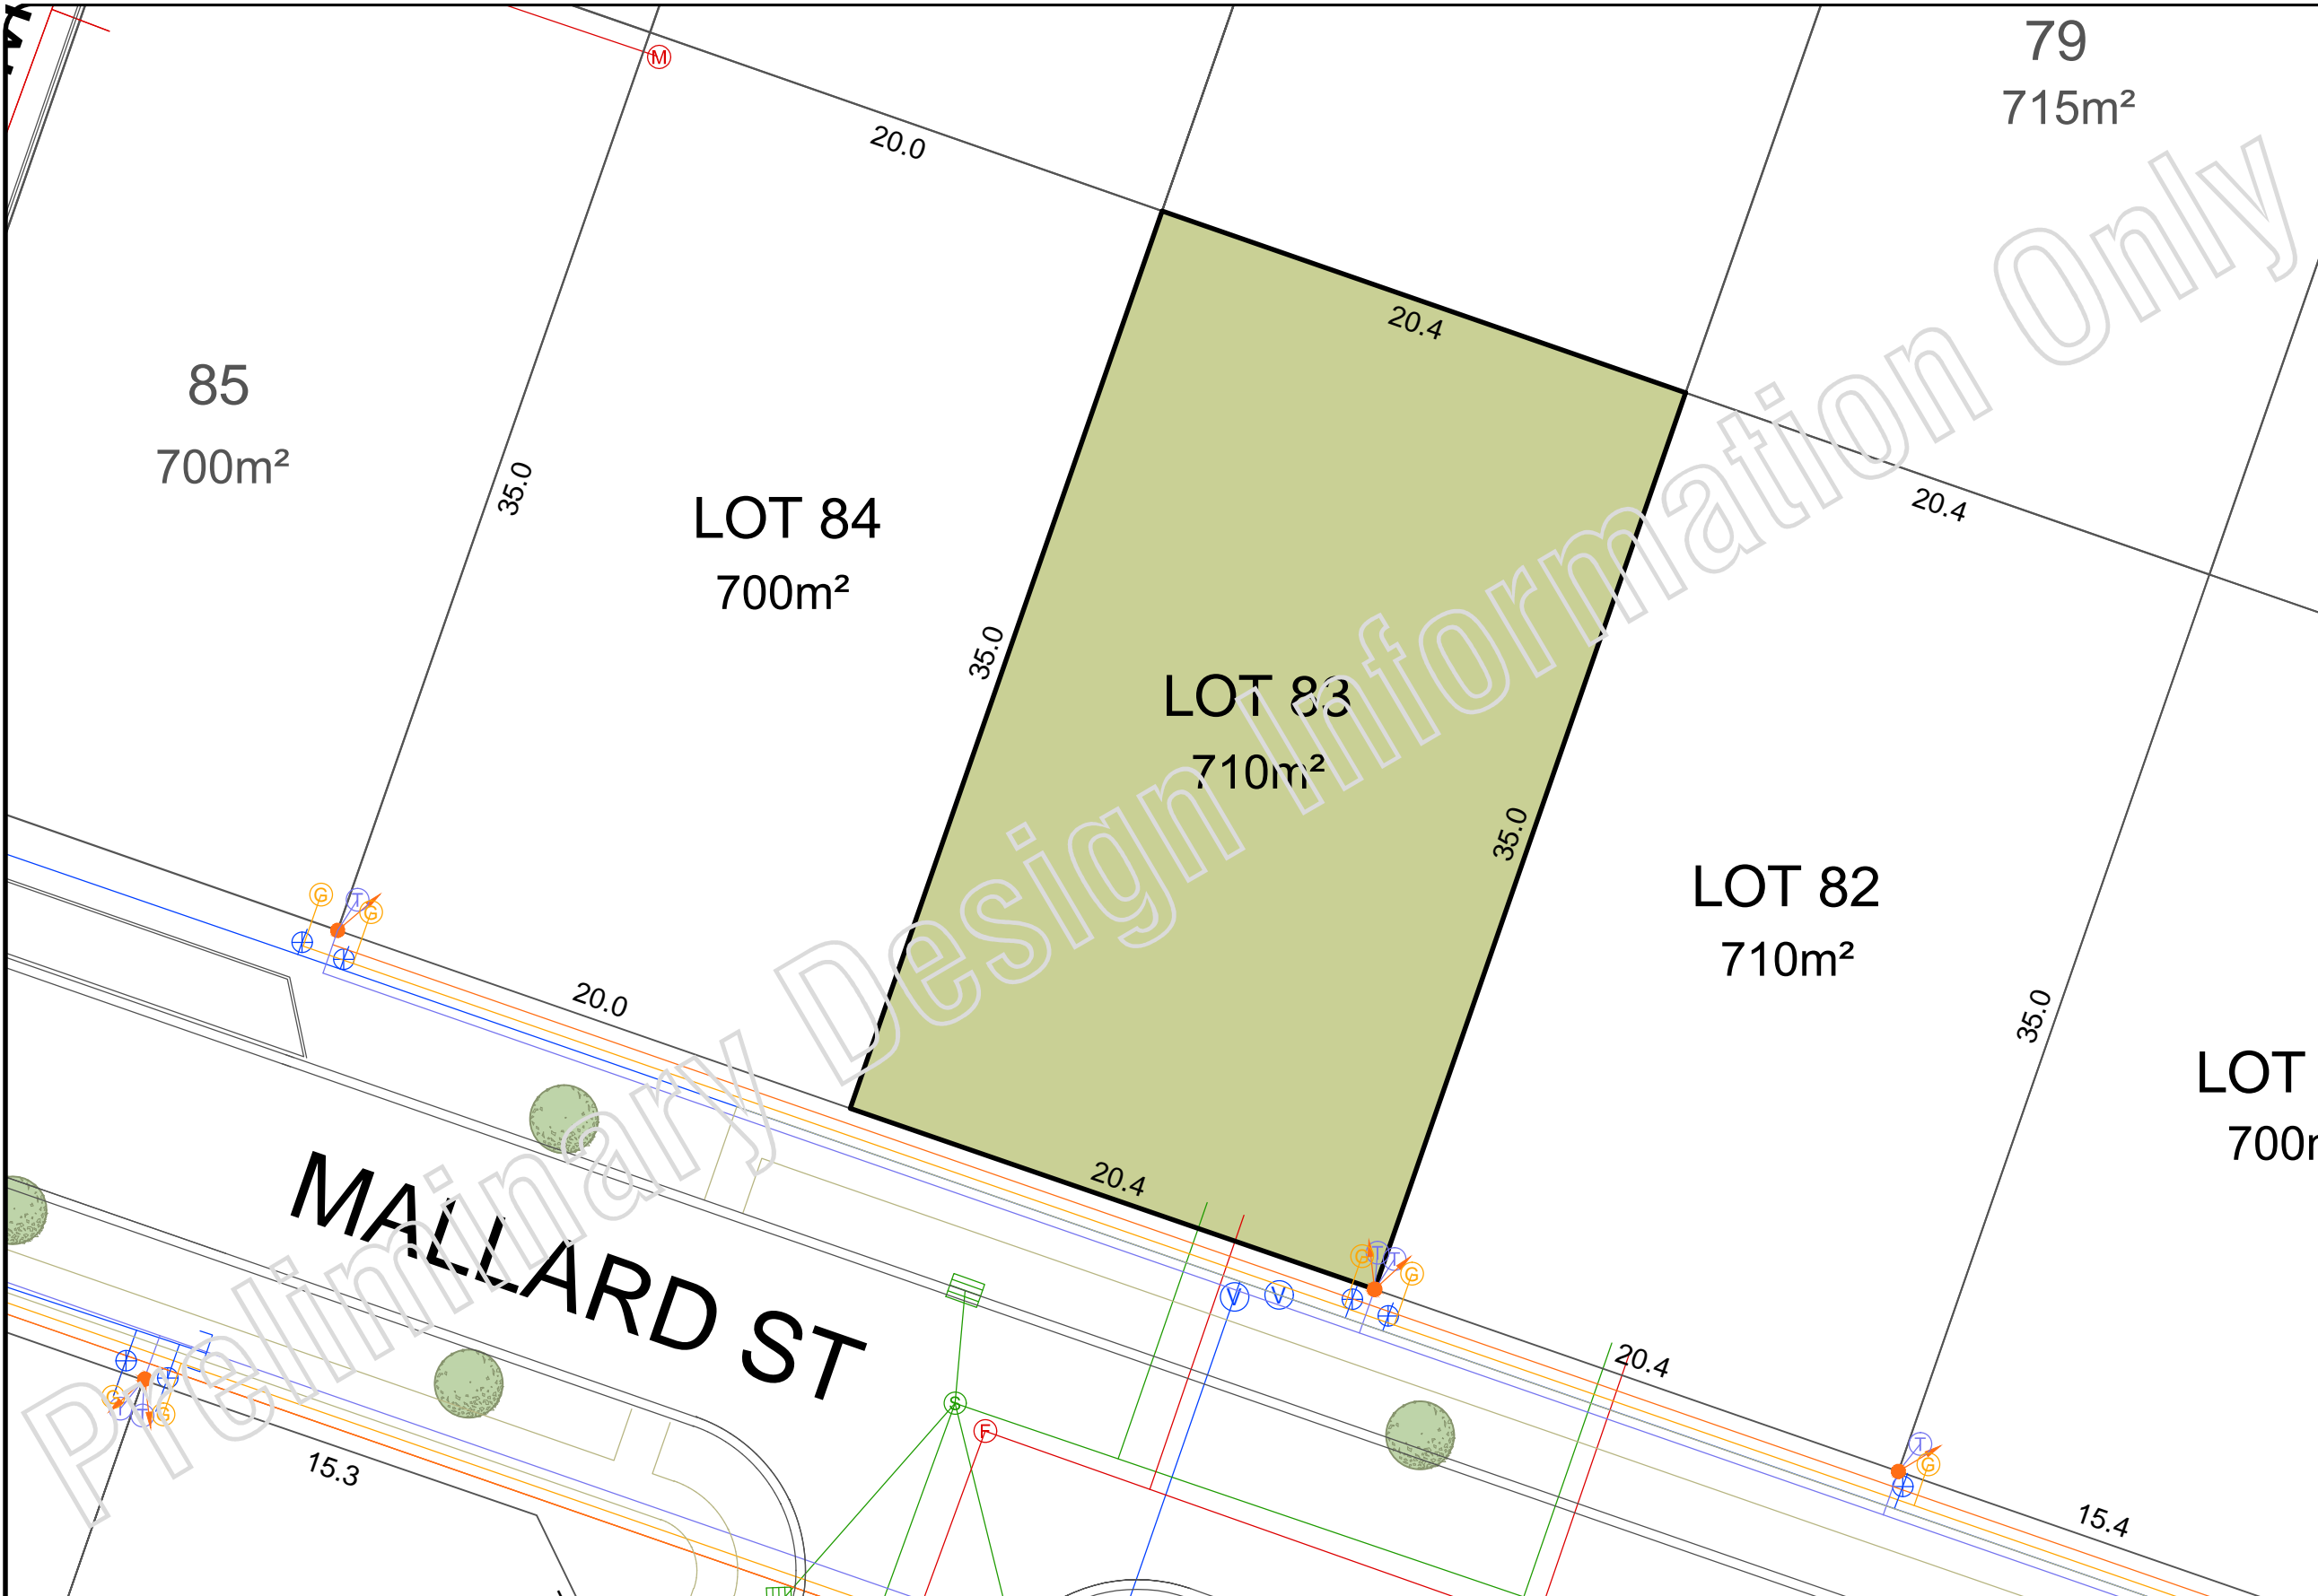 79
715m²
M
20.0
20.4
85
700m²
35.0
LOT 84
700m²
20.4
35.0
LOT 83
710m²
35.0
LOT 82
710m²
35.0
LOT
20.0
20.4
MALLARD ST
20.4
15.3
15.4
G
T
G
G
T
T
G
V
V
S
F
T
G
G
T
T
G
Preliminary Design Information Only